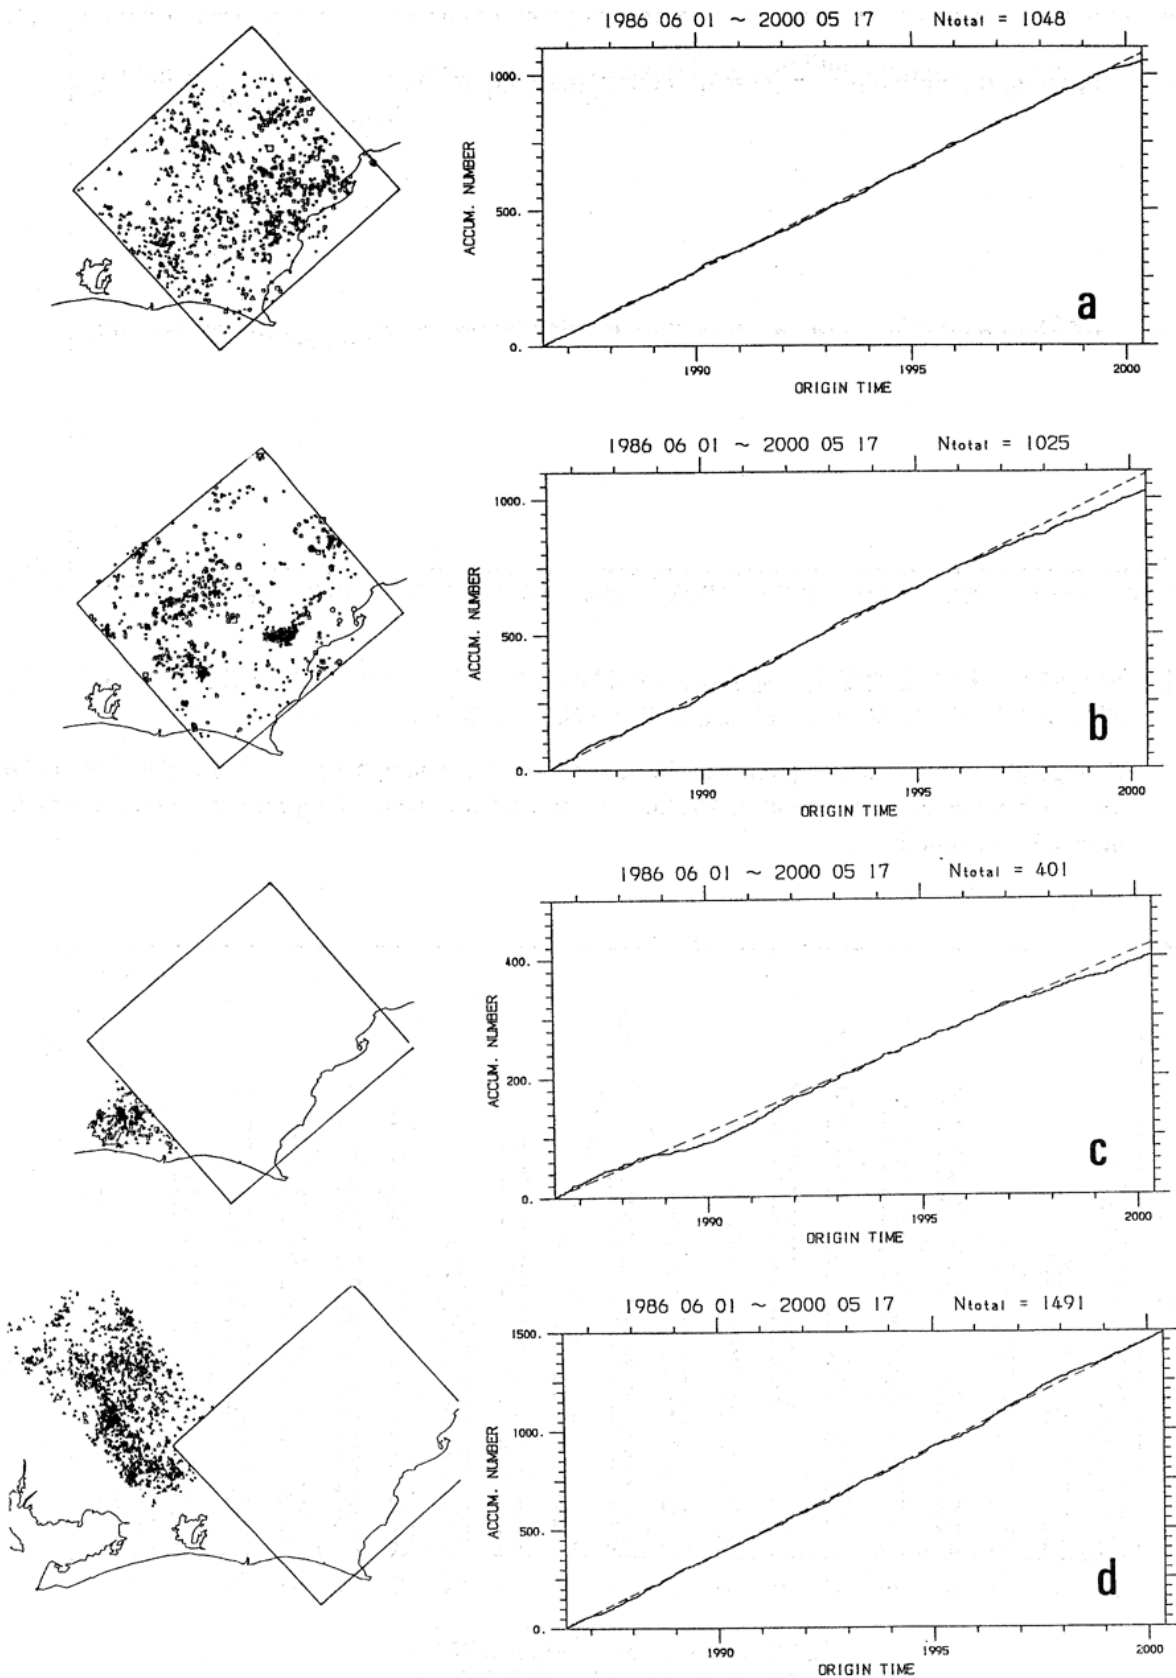 1986 06 01 ~ 2000 05 17 Ntotal = 1048
1000.
500.
0.
ACCUM. NUMBER
1990 1995 2000
ORIGIN TIME
a
1986 06 01 ~ 2000 05 17 Ntotal = 1025
1000.
500.
0.
ACCUM. NUMBER
1990 1995 2000
ORIGIN TIME
b
1986 06 01 ~ 2000 05 17 Ntotal = 401
400.
200.
0.
ACCUM. NUMBER
1990 1995 2000
ORIGIN TIME
c
1986 06 01 ~ 2000 05 17 Ntotal = 1491
1500.
1000.
500.
0.
ACCUM. NUMBER
1990 1995 2000
ORIGIN TIME
d